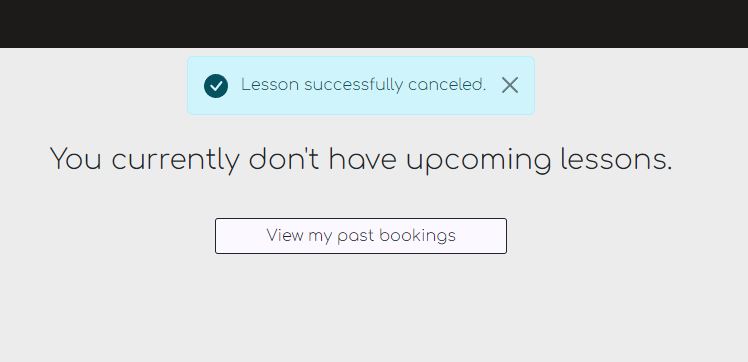 Lesson successfully canceled.
You currently don't have upcoming lessons.
View my past bookings